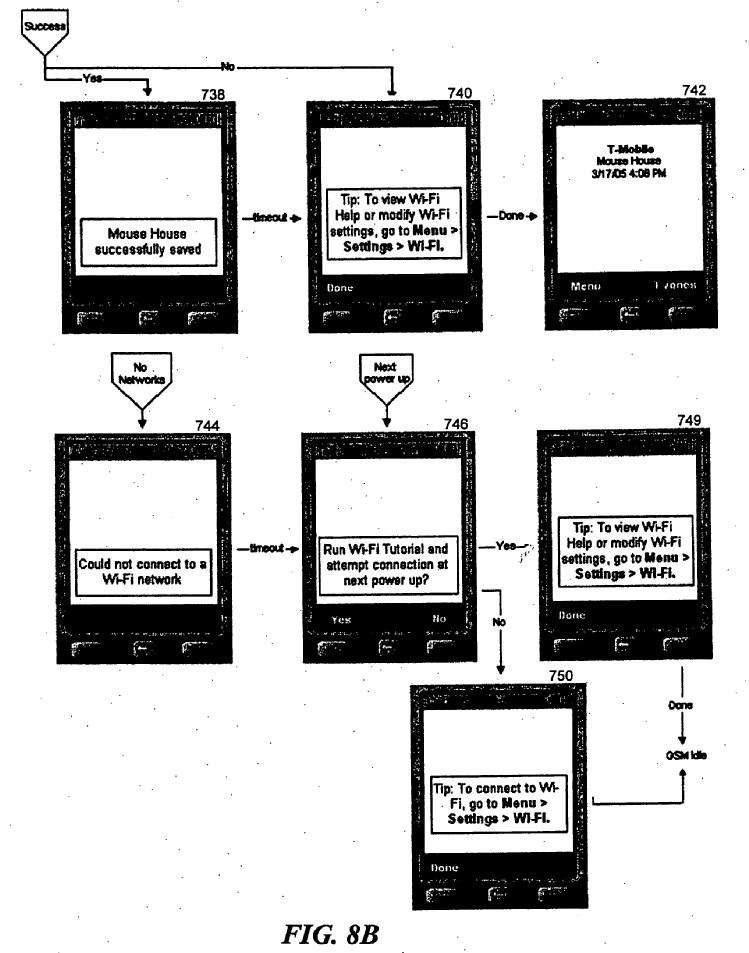 Success
Yes
No
738
Mouse House
successfully saved
timeout
740
Tip: To view Wi-Fi
Help or modify Wi-Fi
settings, go to Menu >
Settings > Wi-Fi.
Done
Done
742
T-Mobile
Mouse House
3/17/05 4:08 PM
Menu
T-zones
No
Networks
744
Could not connect to a
Wi-Fi network
timeout
Next
power up
746
Run Wi-Fi Tutorial and
attempt connection at
next power up?
Yes
No
Yes
No
749
Tip: To view Wi-Fi
Help or modify Wi-Fi
settings, go to Menu >
Settings > Wi-Fi.
Done
Done
GSM Idle
750
Tip: To connect to Wi-
Fi, go to Menu >
Settings > Wi-Fi.
Done
FIG. 8B